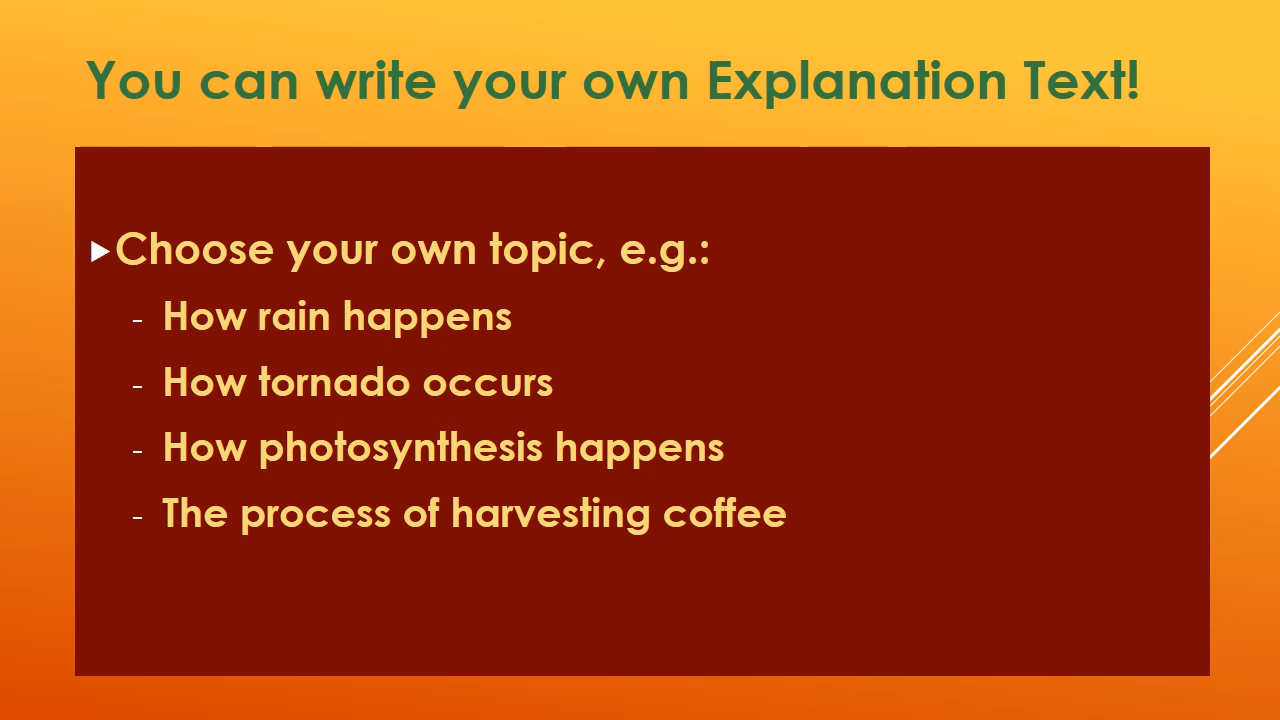 You can write your own Explanation Text!
Choose your own topic, e.g.:
- How rain happens
- How tornado occurs
- How photosynthesis happens
- The process of harvesting coffee